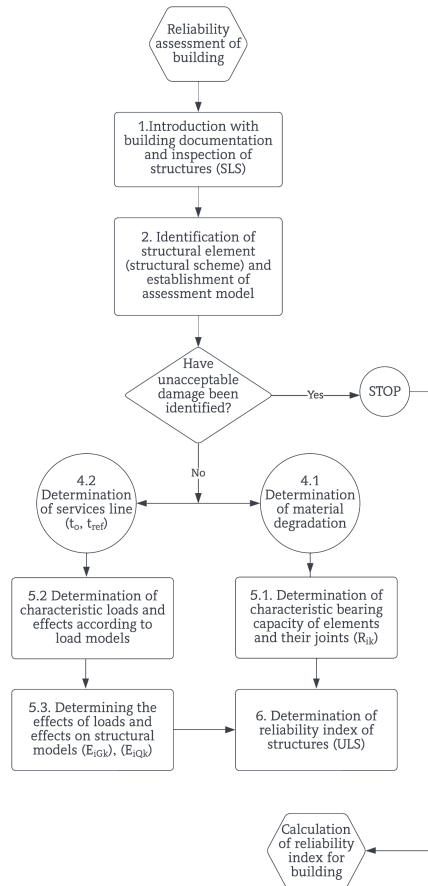 Reliability
assessment of
building
1.Introduction with
building documentation
and inspection of
structures (SLS)
2. Identification of
structural element
(structural scheme) and
establishment of
assessment model
Have
unacceptable
damage been
identified?
Yes
STOP
No
4.2
Determination
of services line
(tₒ, t_ref)
4.1
Determination
of material
degradation
5.2 Determination of
characteristic loads and
effects according to
load models
5.1. Determination of
characteristic bearing
capacity of elements
and their joints (R_ik)
5.3. Determining the
effects of loads and
effects on structural
models (E_iGk), (E_iQk)
6. Determination of
reliability index of
structures (ULS)
Calculation
of reliability
index for
building